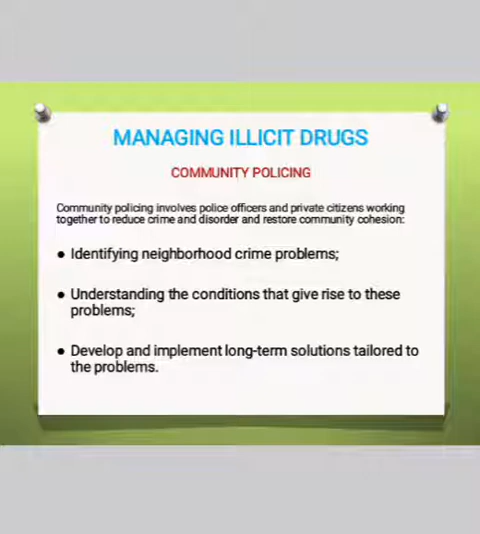 MANAGING ILLICIT DRUGS
COMMUNITY POLICING
Community policing involves police officers and private citizens working
together to reduce crime and disorder and restore community cohesion:
● Identifying neighborhood crime problems;
● Understanding the conditions that give rise to these
problems;
● Develop and implement long-term solutions tailored to
the problems.